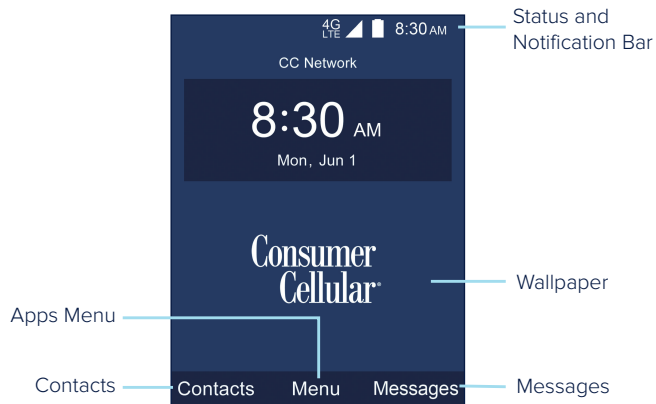 4G
LTE
8:30 AM
Status and
Notification Bar
CC Network
8:30 AM
Mon, Jun 1
Consumer
Cellular®
Wallpaper
Apps Menu
Contacts
Contacts
Menu
Messages
Messages